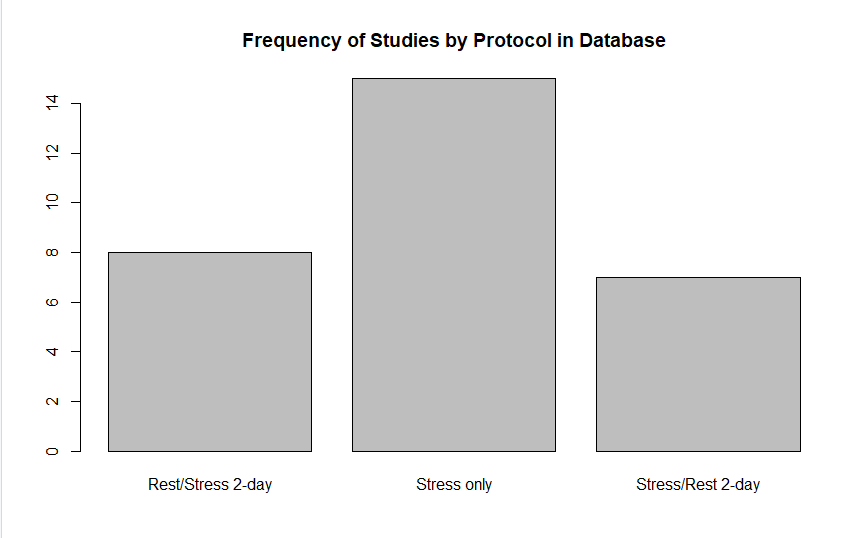 Frequency of Studies by Protocol in Database
14
12
10
8
6
4
2
0
Rest/Stress 2-day
Stress only
Stress/Rest 2-day